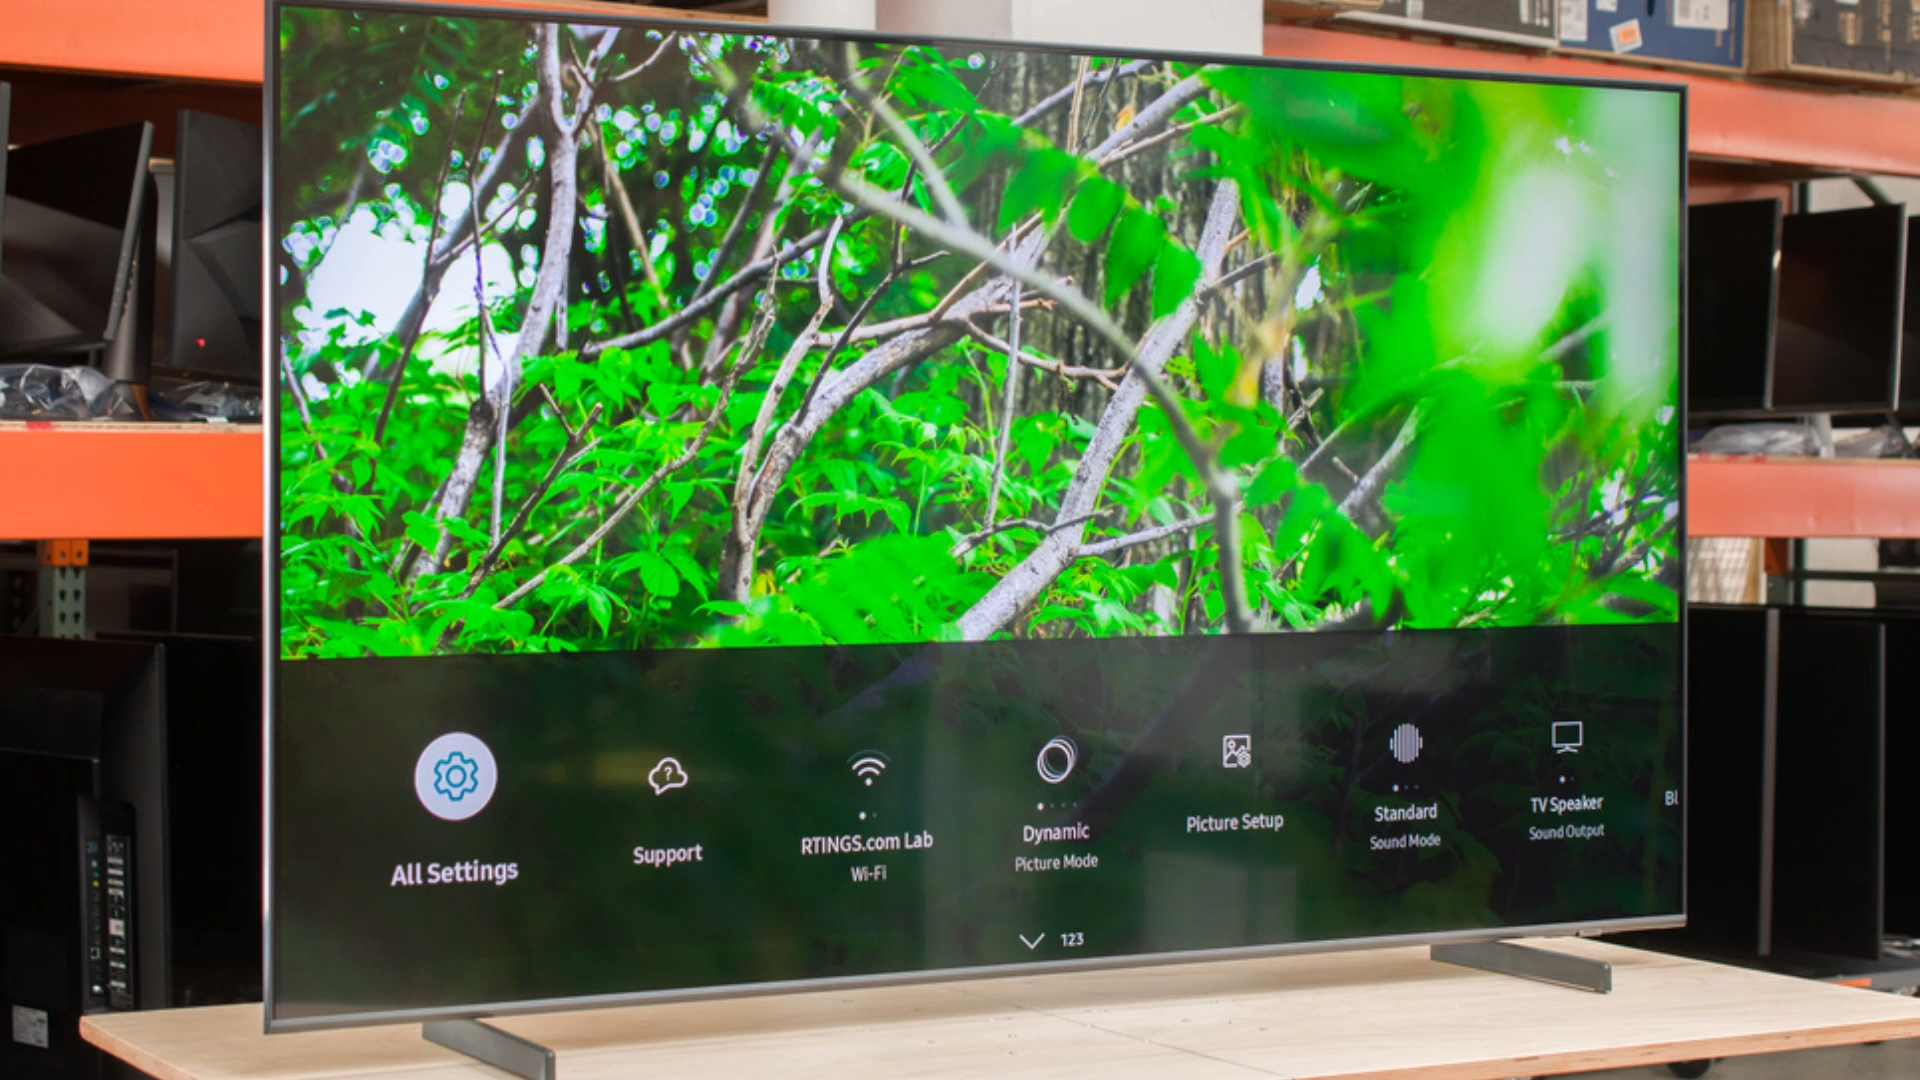 All Settings
Support
RTINGS.com Lab
Wi-Fi
Dynamic
Picture Mode
Picture Setup
Standard
Sound Mode
TV Speaker
Sound Output
Bl
123